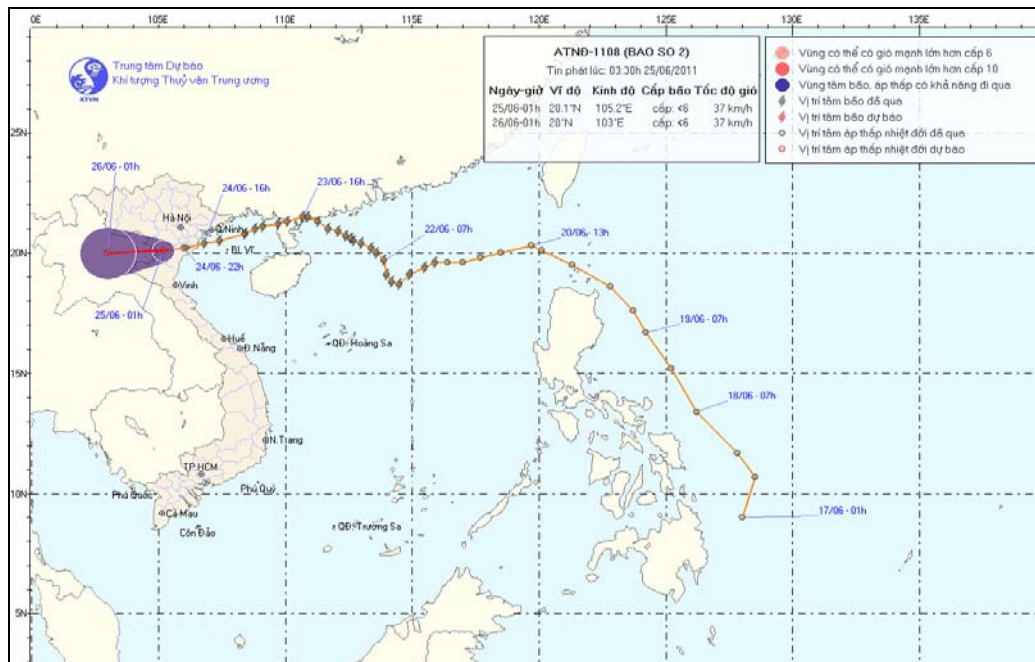 0E 105E 110E 115E 120E 125E 130E 135E
Trung tâm Dự báo
Khí tượng Thuỷ văn Trung ương
KTVN
ATNĐ-1108 (BAO SO 2)
Tin phát lúc: 03:30h 25/06/2011
Ngày-giờ Vĩ độ Kinh độ Cấp bão Tốc độ gió
25/06-01h 20.1°N 105.2°E cấp: <6 37 km/h
26/06-01h 20°N 103°E cấp: <6 37 km/h
Vùng có thể có gió mạnh lớn hơn cấp 6
Vùng có thể có gió mạnh lớn hơn cấp 10
Vùng tâm bão, áp thấp có khả năng đi qua
Vị trí tâm bão đã qua
Vị trí tâm bão dự báo
Vị trí tâm áp thấp nhiệt đới đã qua
Vị trí tâm áp thấp nhiệt đới dự báo
25N
26/06 - 01h
24/06 - 16h
23/06 - 16h
Hà Nội
Q.Ninh
22/06 - 07h
20/06 - 13h
20N
BL Vĩ
24/06 - 22h
Vinh
25/06 - 01h
19/06 - 07h
Huế
QĐ. Hoàng Sa
Đ.Nẵng
15N
18/06 - 07h
N.Trang
TP.HCM
Phú Quốc
Phú Quý
10N
17/06 - 01h
Cà Mau
QĐ. Trường Sa
Côn Đảo
5N